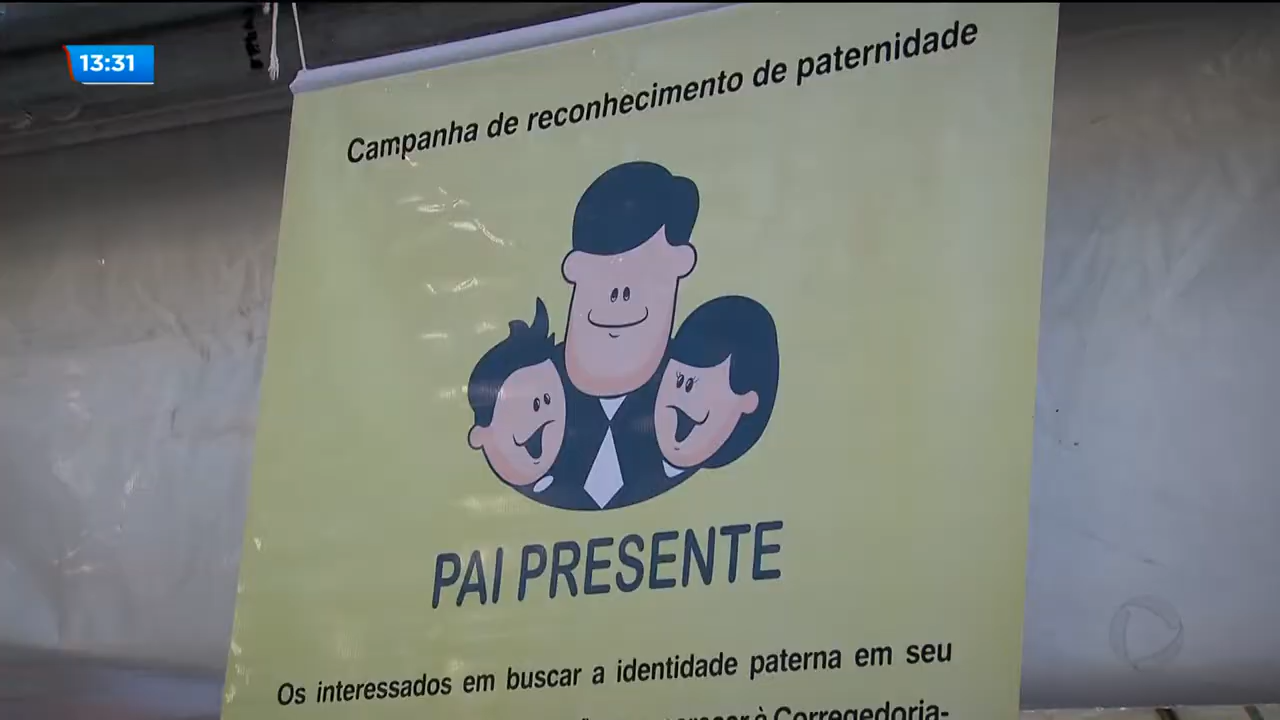 13:31
Campanha de reconhecimento de paternidade
PAI PRESENTE
Os interessados em buscar a identidade paterna em seu
à Corregedoria-